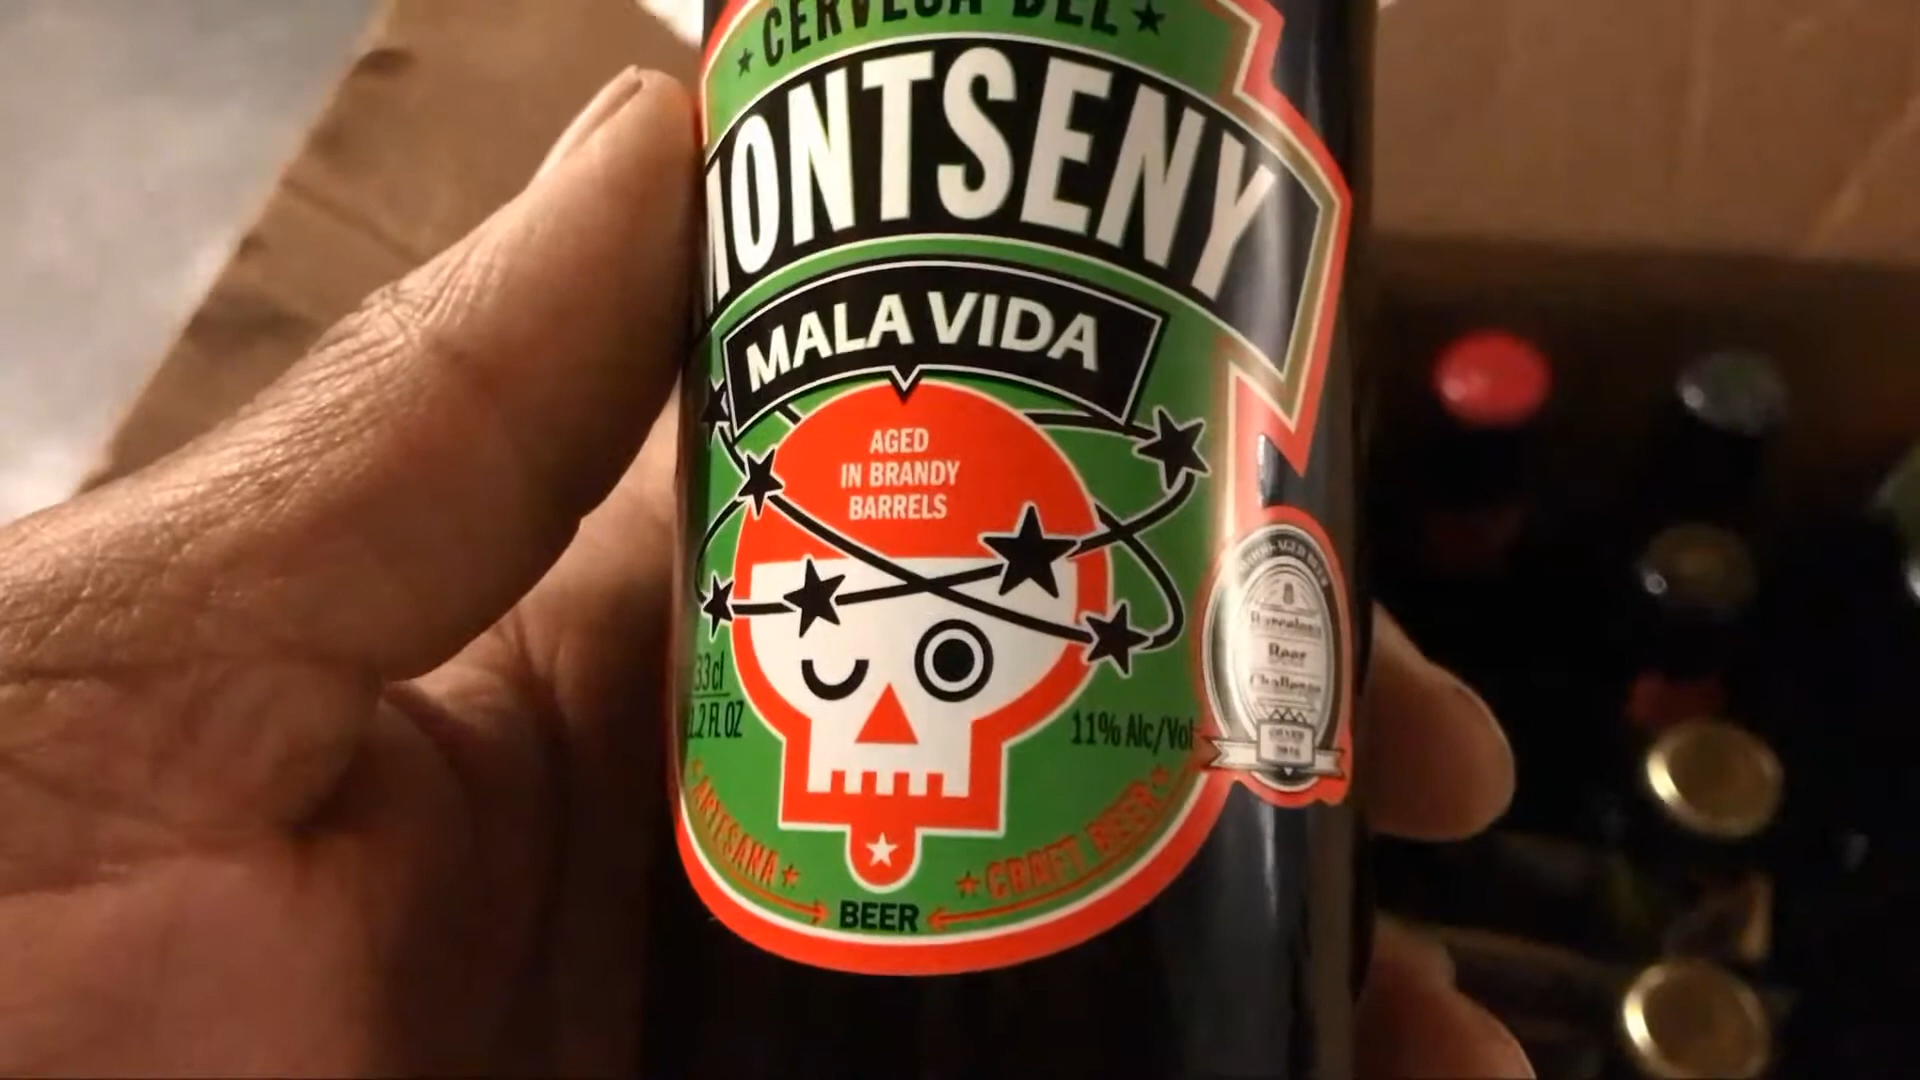 ★ CERVESA DEL ★
MONTSENY
MALA VIDA
AGED
IN BRANDY
BARRELS
33cl
11.2 FL OZ
11% Alc/Vol
ARTESANA ★
★ CRAFT BEER ★
BEER
Barcelona
Beer
Challenge